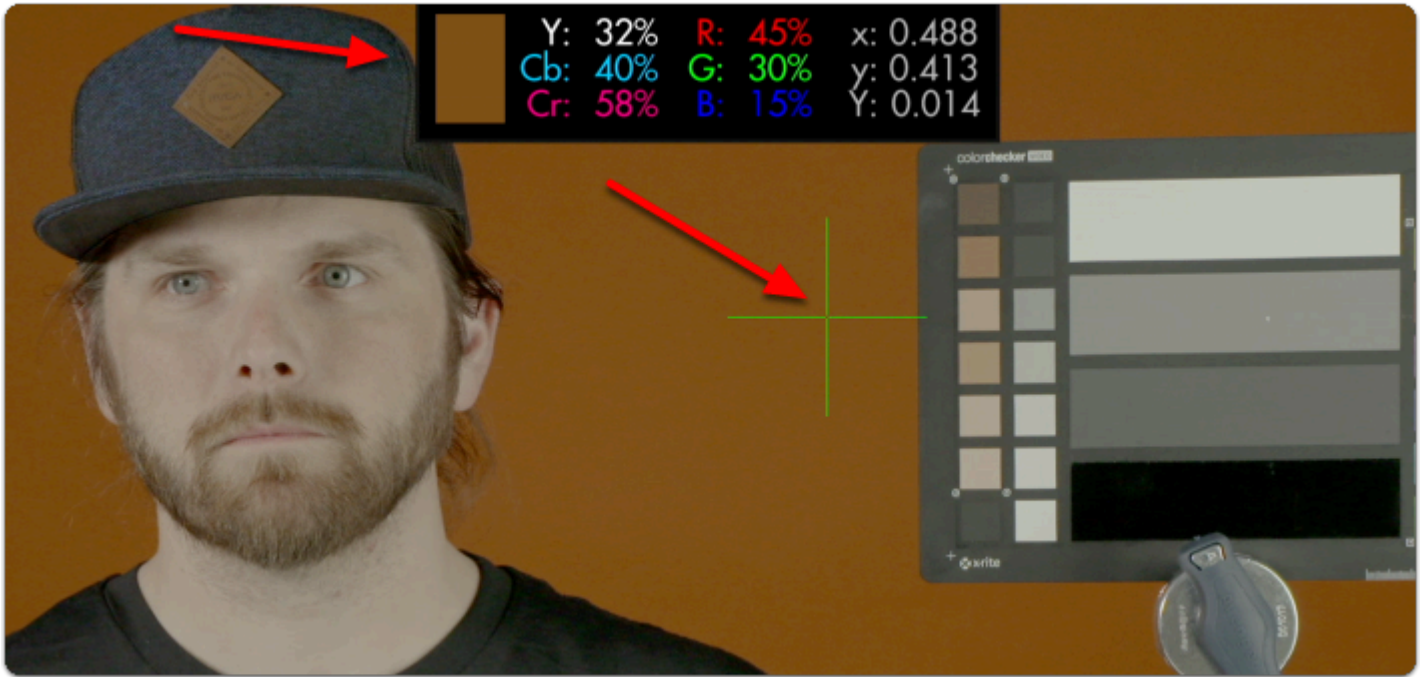 Y: 32% R: 45% x: 0.488
Cb: 40% G: 30% y: 0.413
Cr: 58% B: 15% Y: 0.014
colorchecker
x-rite